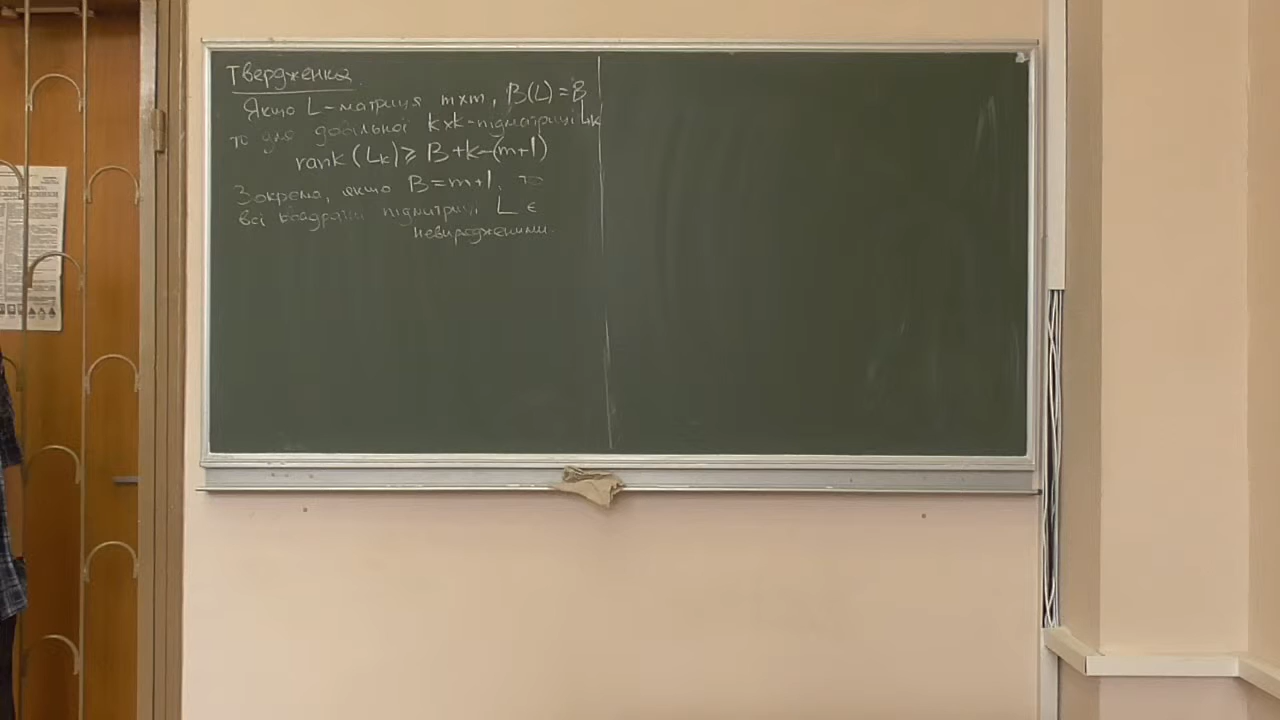 Твердження.
Якщо L - матриця m×m, B(L) = B
то для довільної k×k - підматриці Lk
rank (Lk) ≥ B + k - (m+1)
Зокрема, якщо B = m+1, то
всі квадратні підматриці L є
невиродженими.